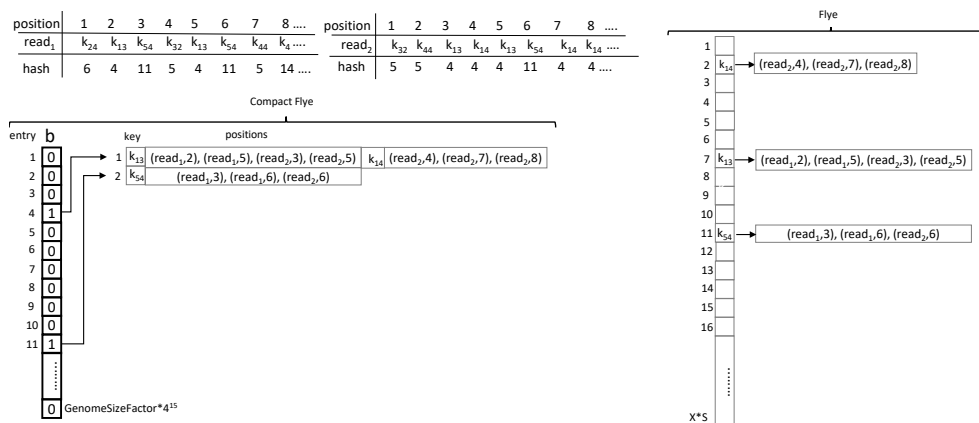 position 1 2 3 4 5 6 7 8 ....
read₁ k₂₄ k₁₃ k₅₄ k₃₂ k₁₃ k₅₄ k₄₄ k₄ ....
hash 6 4 11 5 4 11 5 14 ....
position 1 2 3 4 5 6 7 8 ....
read₂ k₃₂ k₄₄ k₁₃ k₁₄ k₁₃ k₅₄ k₁₄ k₁₄ ....
hash 5 5 4 4 4 11 4 4 ....
Compact Flye
entry b key positions
1 0 1 k₁₃ (read₁,2), (read₁,5), (read₂,3), (read₂,5) k₁₄ (read₂,4), (read₂,7), (read₂,8)
2 0 2 k₅₄ (read₁,3), (read₁,6), (read₂,6)
3 0
4 1
5 0
6 0
7 0
8 0
9 0
10 0
11 1
........
0 GenomeSizeFactor*4¹⁵
Flye
1
2 k₁₄ (read₂,4), (read₂,7), (read₂,8)
3
4
5
6
7 k₁₃ (read₁,2), (read₁,5), (read₂,3), (read₂,5)
8
9
10
11 k₅₄ (read₁,3), (read₁,6), (read₂,6)
12
13
14
15
16
........
X*S